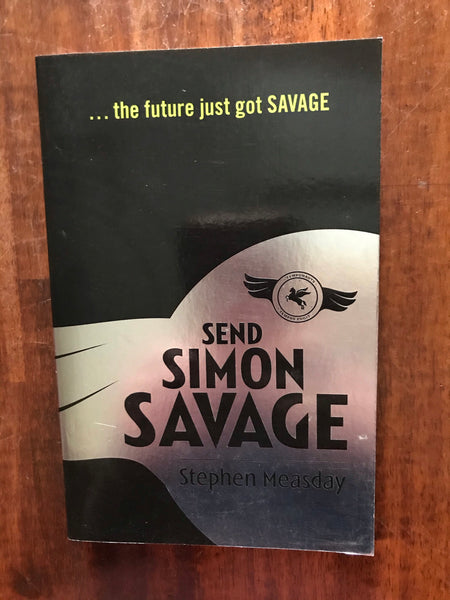 ... the future just got SAVAGE
SEND
SIMON
SAVAGE
Stephen Measday